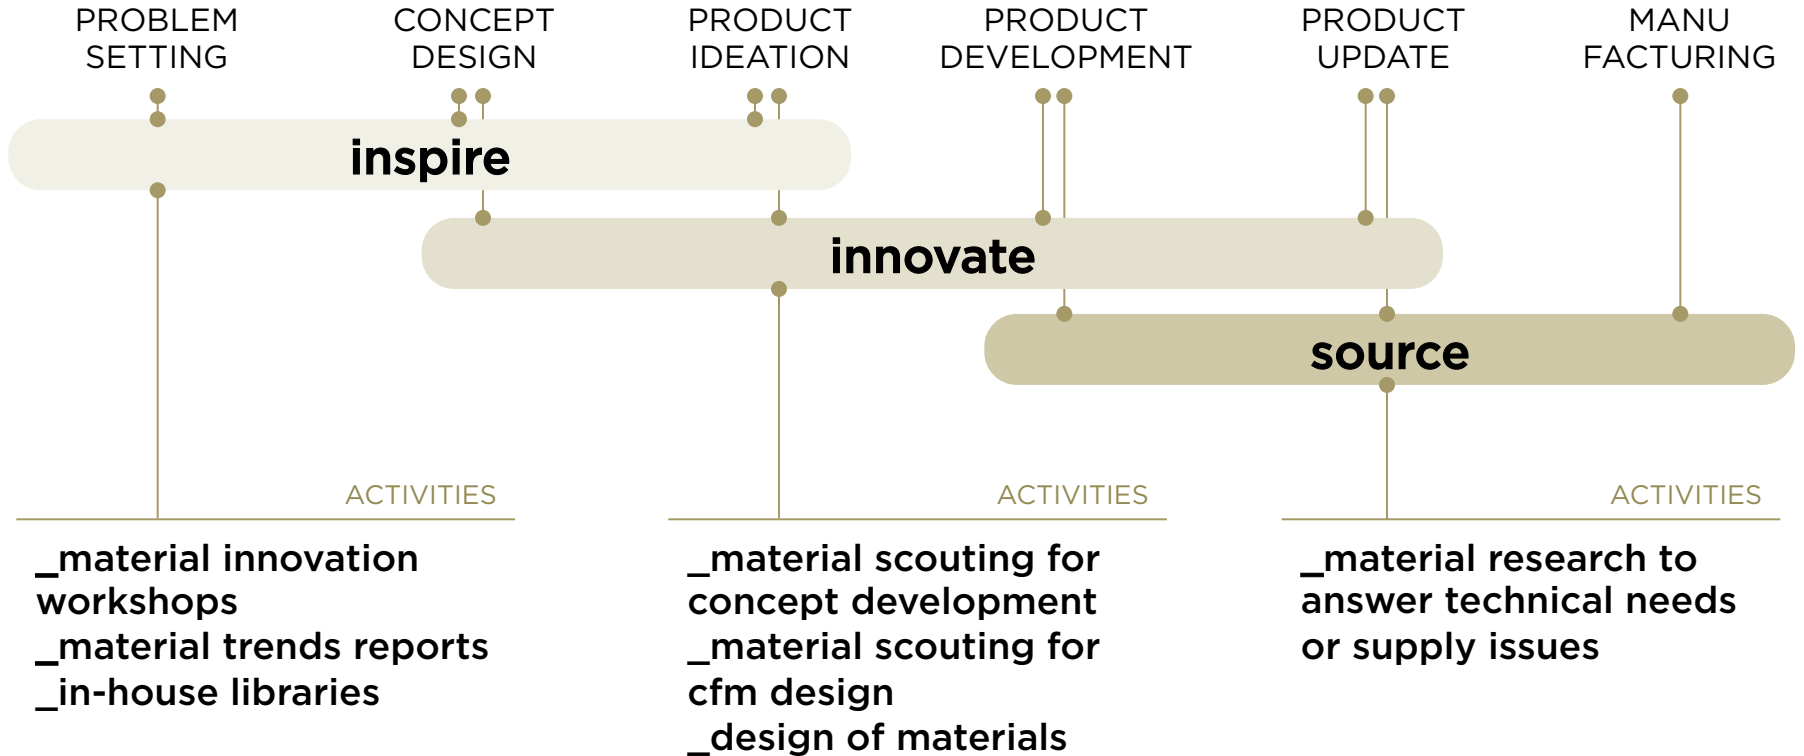 PROBLEM
SETTING
CONCEPT
DESIGN
PRODUCT
IDEATION
PRODUCT
DEVELOPMENT
PRODUCT
UPDATE
MANU
FACTURING
inspire
innovate
source
ACTIVITIES
_material innovation
workshops
_material trends reports
_in-house libraries
ACTIVITIES
_material scouting for
concept development
_material scouting for
cfm design
_design of materials
ACTIVITIES
_material research to
answer technical needs
or supply issues